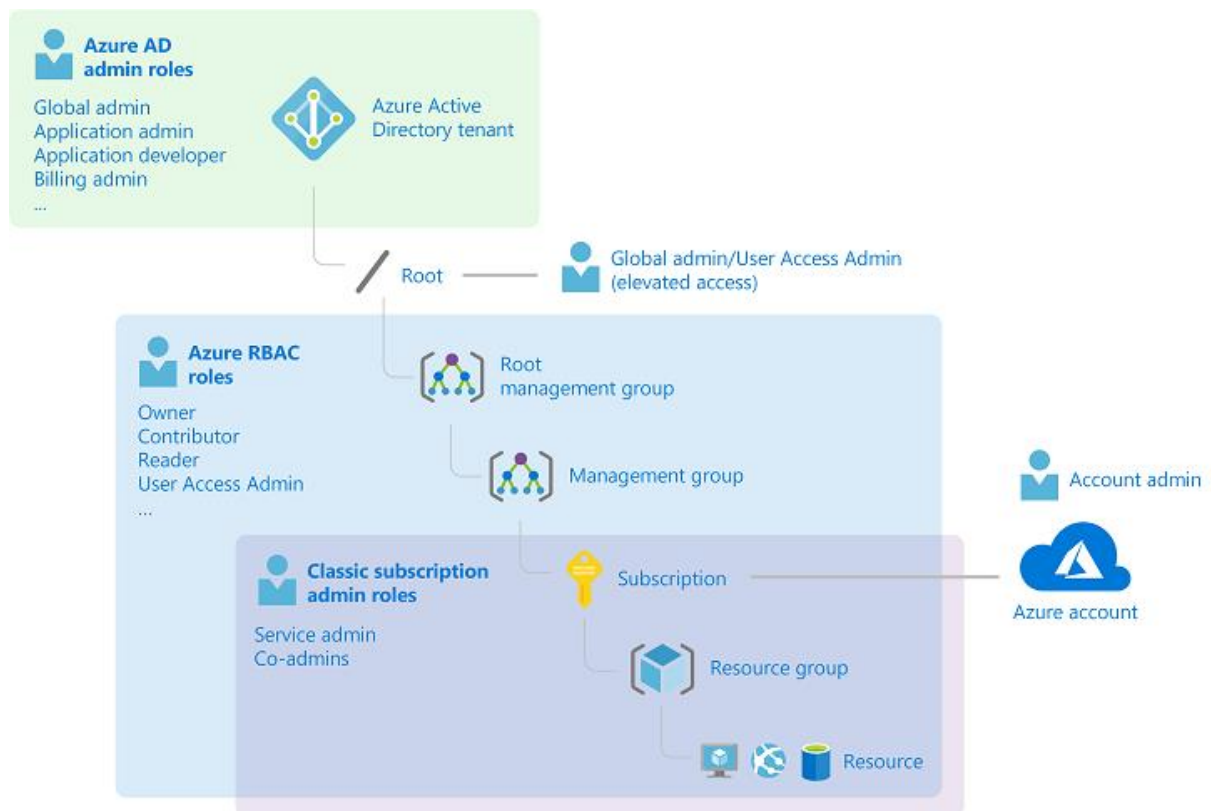 Azure AD
admin roles
Global admin
Application admin
Application developer
Billing admin
...
Azure Active
Directory tenant
Root
Global admin/User Access Admin
(elevated access)
Azure RBAC
roles
Owner
Contributor
Reader
User Access Admin
...
Root
management group
Management group
Account admin
Azure account
Classic subscription
admin roles
Service admin
Co-admins
Subscription
Resource group
Resource